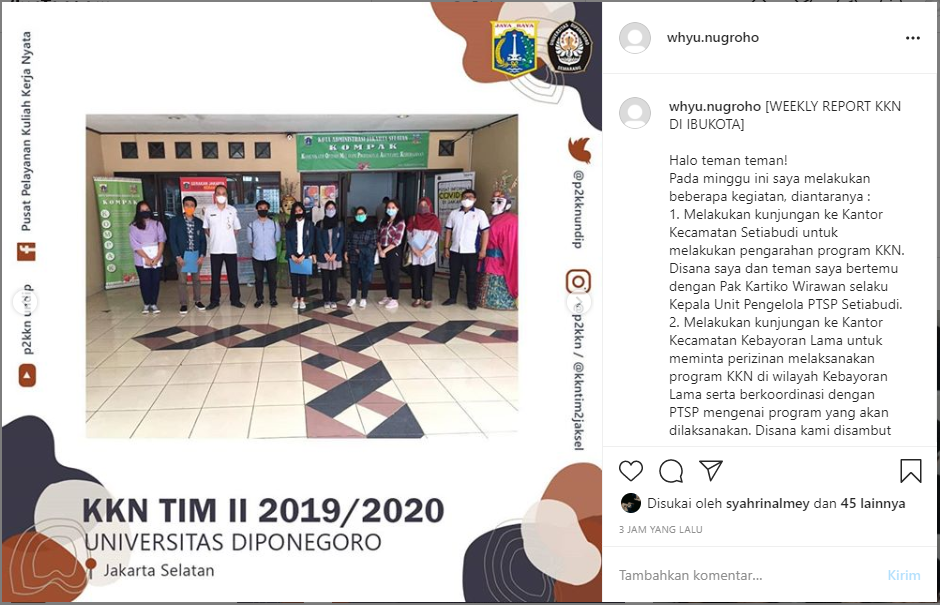 JAYA RAYA
UNIVERSITAS DIPONEGORO
SEMARANG
Pusat Pelayanan Kuliah Kerja Nyata
p2kkn undip
@p2kknundip
@p2kkn / @kkntim2jaksel
KOTA ADMINISTRASI JAKARTA SELATAN
KOMPAK
KOMPAK
KKN TIM II 2019/2020
UNIVERSITAS DIPONEGORO
Jakarta Selatan
whyu.nugroho
whyu.nugroho [WEEKLY REPORT KKN
DI IBUKOTA]
Halo teman teman!
Pada minggu ini saya melakukan
beberapa kegiatan, diantaranya :
1. Melakukan kunjungan ke Kantor
Kecamatan Setiabudi untuk
melakukan pengarahan program KKN.
Disana saya dan teman saya bertemu
dengan Pak Kartiko Wirawan selaku
Kepala Unit Pengelola PTSP Setiabudi.
2. Melakukan kunjungan ke Kantor
Kecamatan Kebayoran Lama untuk
meminta perizinan melaksanakan
program KKN di wilayah Kebayoran
Lama serta berkoordinasi dengan
PTSP mengenai program yang akan
dilaksanakan. Disana kami disambut
Disukai oleh syahrinalmey dan 45 lainnya
3 JAM YANG LALU
Tambahkan komentar...
Kirim